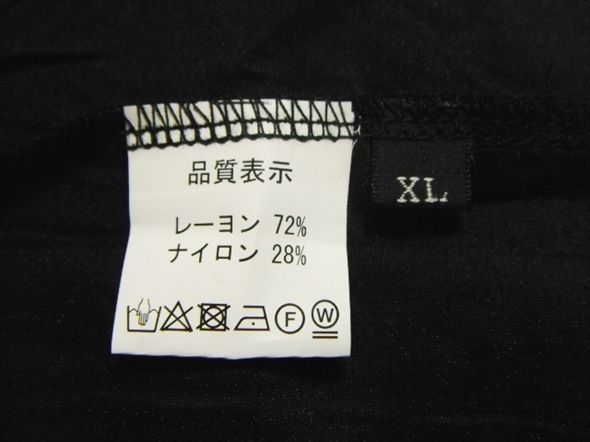 品質表示
レーヨン 72%
ナイロン 28%
F W
XL